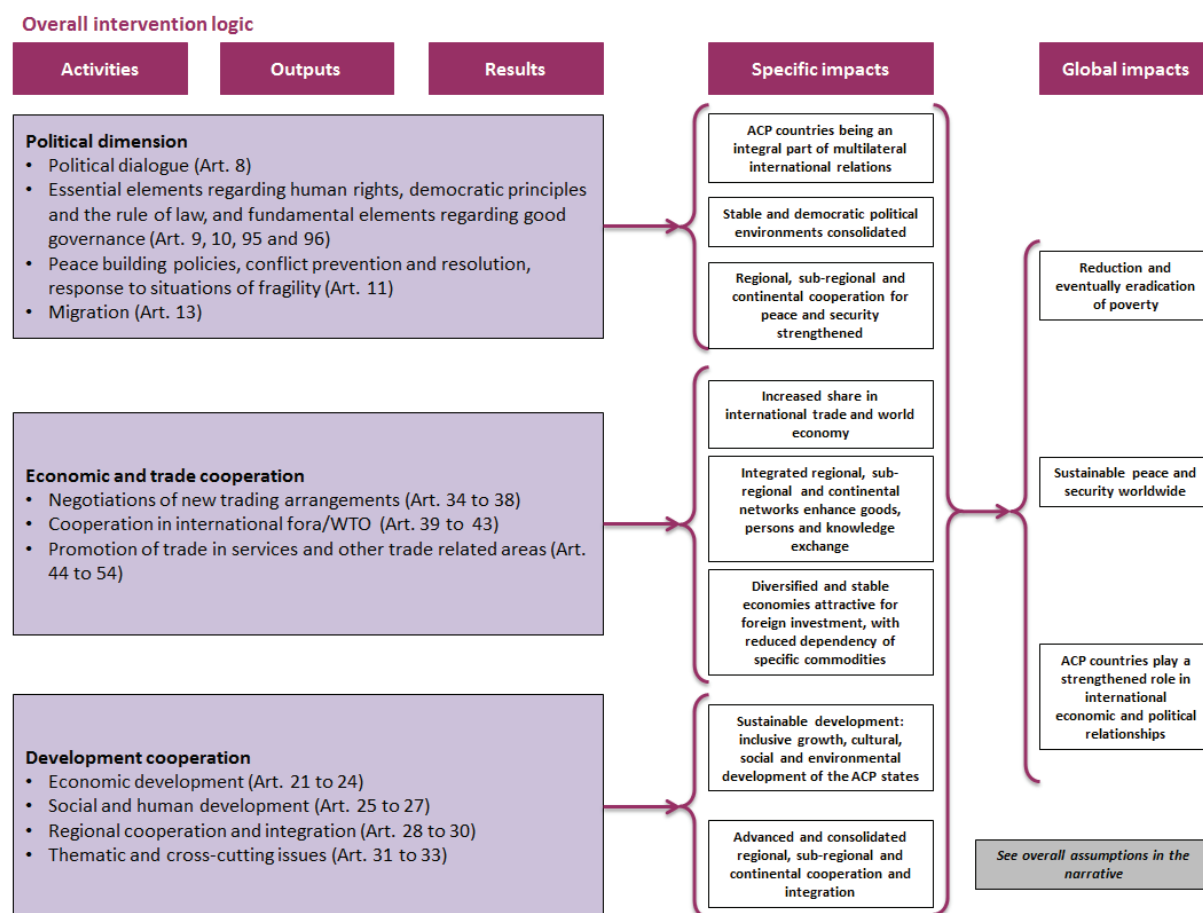 Overall intervention logic
Activities
Outputs
Results
Specific impacts
Global impacts
Political dimension
• Political dialogue (Art. 8)
• Essential elements regarding human rights, democratic principles
and the rule of law, and fundamental elements regarding good
governance (Art. 9, 10, 95 and 96)
• Peace building policies, conflict prevention and resolution,
response to situations of fragility (Art. 11)
• Migration (Art. 13)
ACP countries being an
integral part of multilateral
international relations
Stable and democratic political
environments consolidated
Regional, sub-regional and
continental cooperation for
peace and security
strengthened
Economic and trade cooperation
• Negotiations of new trading arrangements (Art. 34 to 38)
• Cooperation in international fora/WTO (Art. 39 to 43)
• Promotion of trade in services and other trade related areas (Art.
44 to 54)
Increased share in
international trade and world
economy
Integrated regional, sub-
regional and continental
networks enhance goods,
persons and knowledge
exchange
Diversified and stable
economies attractive for
foreign investment, with
reduced dependency of
specific commodities
Development cooperation
• Economic development (Art. 21 to 24)
• Social and human development (Art. 25 to 27)
• Regional cooperation and integration (Art. 28 to 30)
• Thematic and cross-cutting issues (Art. 31 to 33)
Sustainable development:
inclusive growth, cultural,
social and environmental
development of the ACP states
Advanced and consolidated
regional, sub-regional and
continental cooperation and
integration
Reduction and
eventually eradication
of poverty
Sustainable peace and
security worldwide
ACP countries play a
strengthened role in
international
economic and political
relationships
See overall assumptions in the
narrative